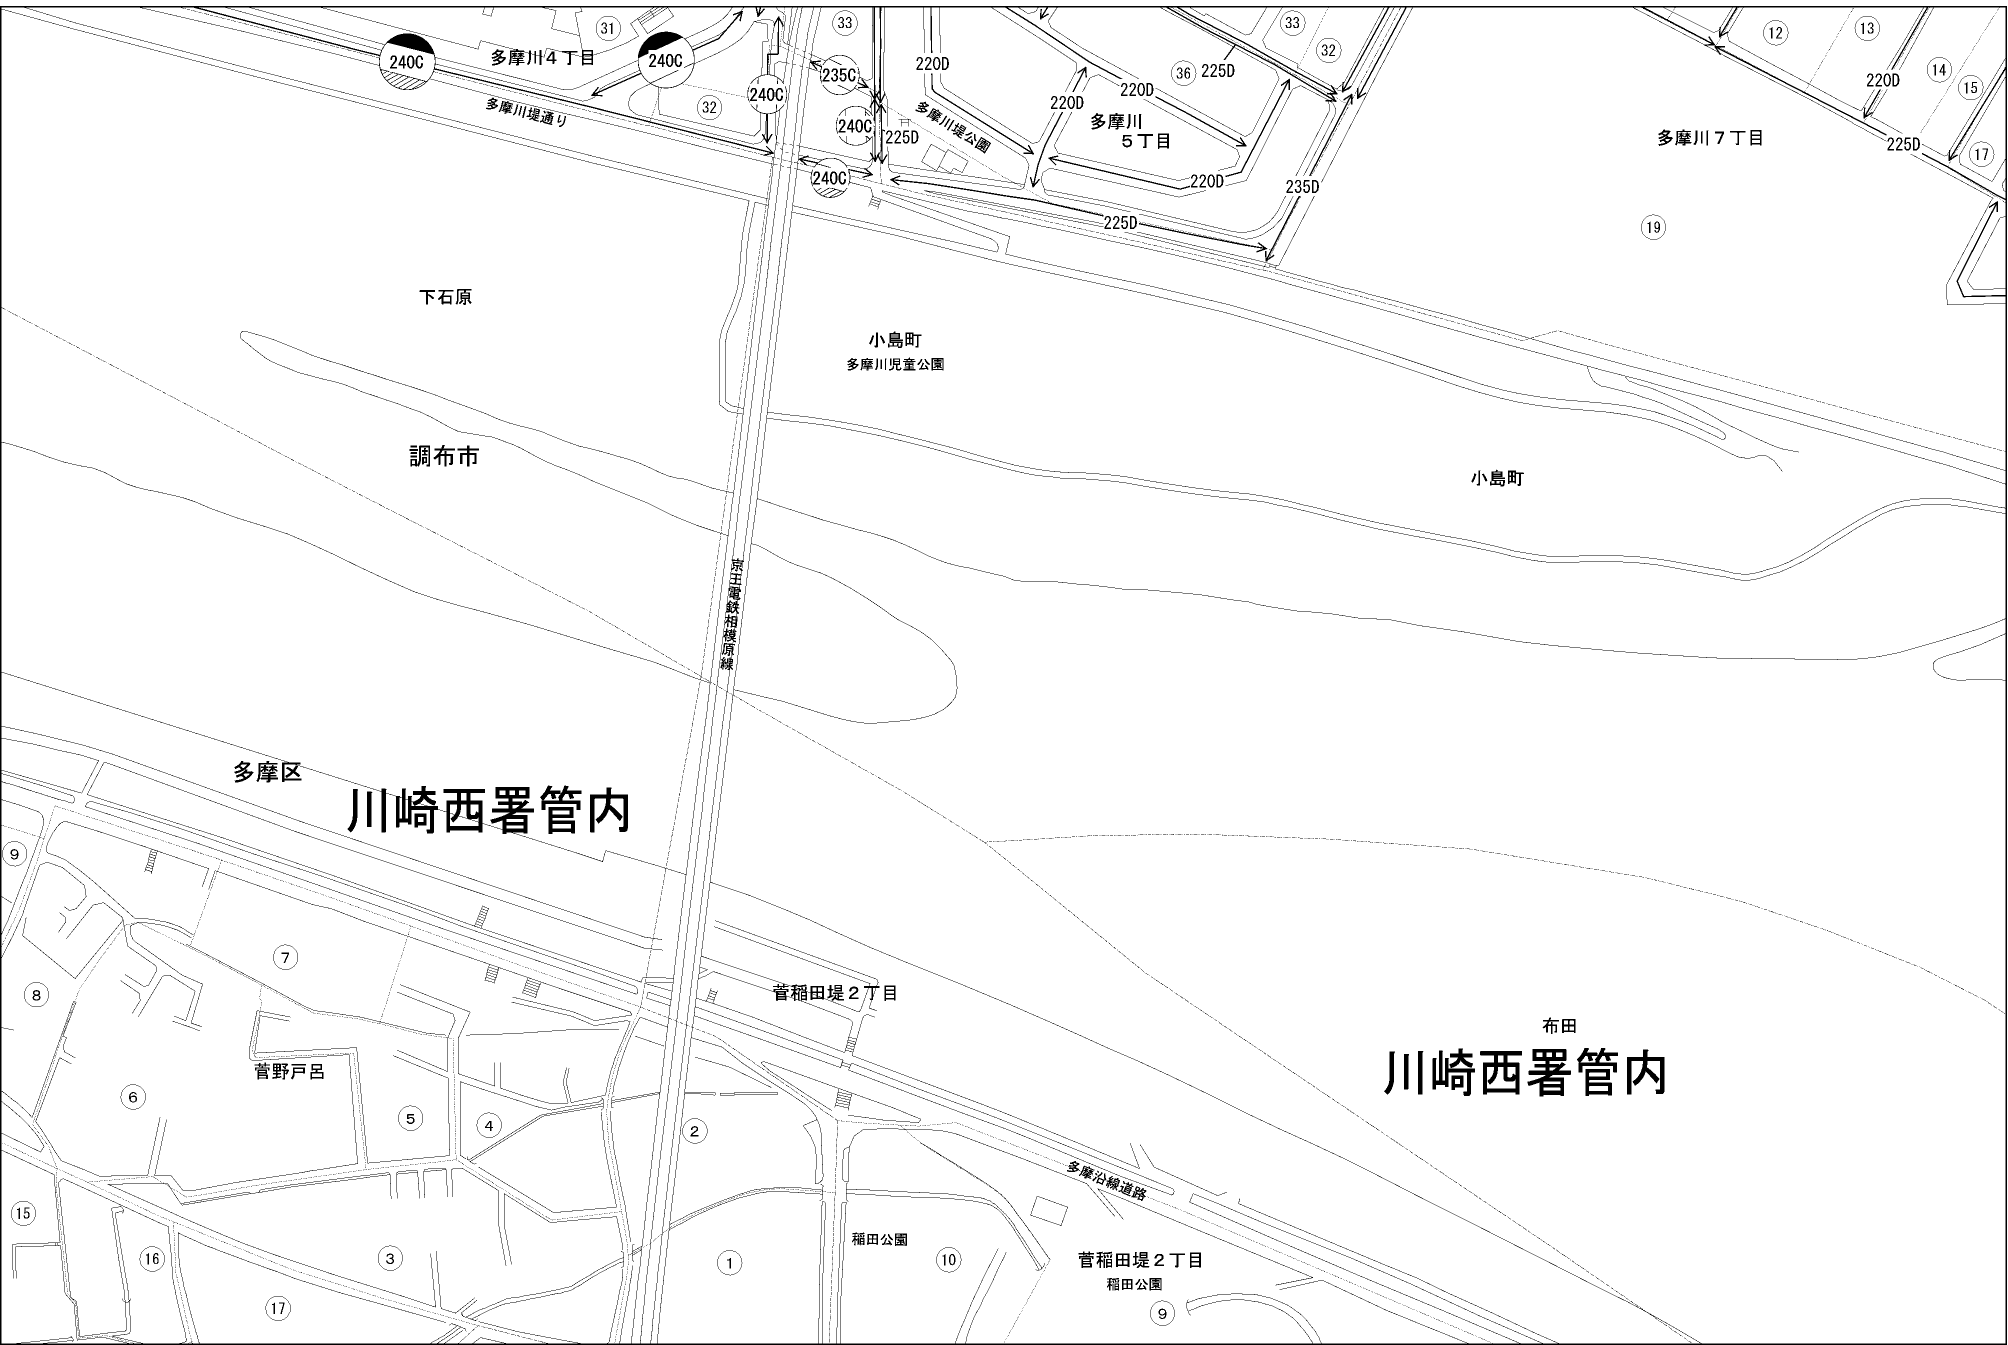 31
33
33
32
12
13
240C
多摩川4丁目
240C
235C
220D
36
225D
14
220D
15
多摩川堤通り
32
240C
240C
225D
多摩川堤公園
220D
220D
多摩川
5丁目
多摩川7丁目
225D
17
240C
220D
235D
225D
19
下石原
小島町
多摩川児童公園
調布市
小島町
京王電鉄相模原線
多摩区
川崎西署管内
9
7
8
菅稲田堤2丁目
布田
川崎西署管内
菅野戸呂
6
5
4
2
多摩沿線道路
15
16
3
稲田公園
1
10
菅稲田堤2丁目
稲田公園
17
9